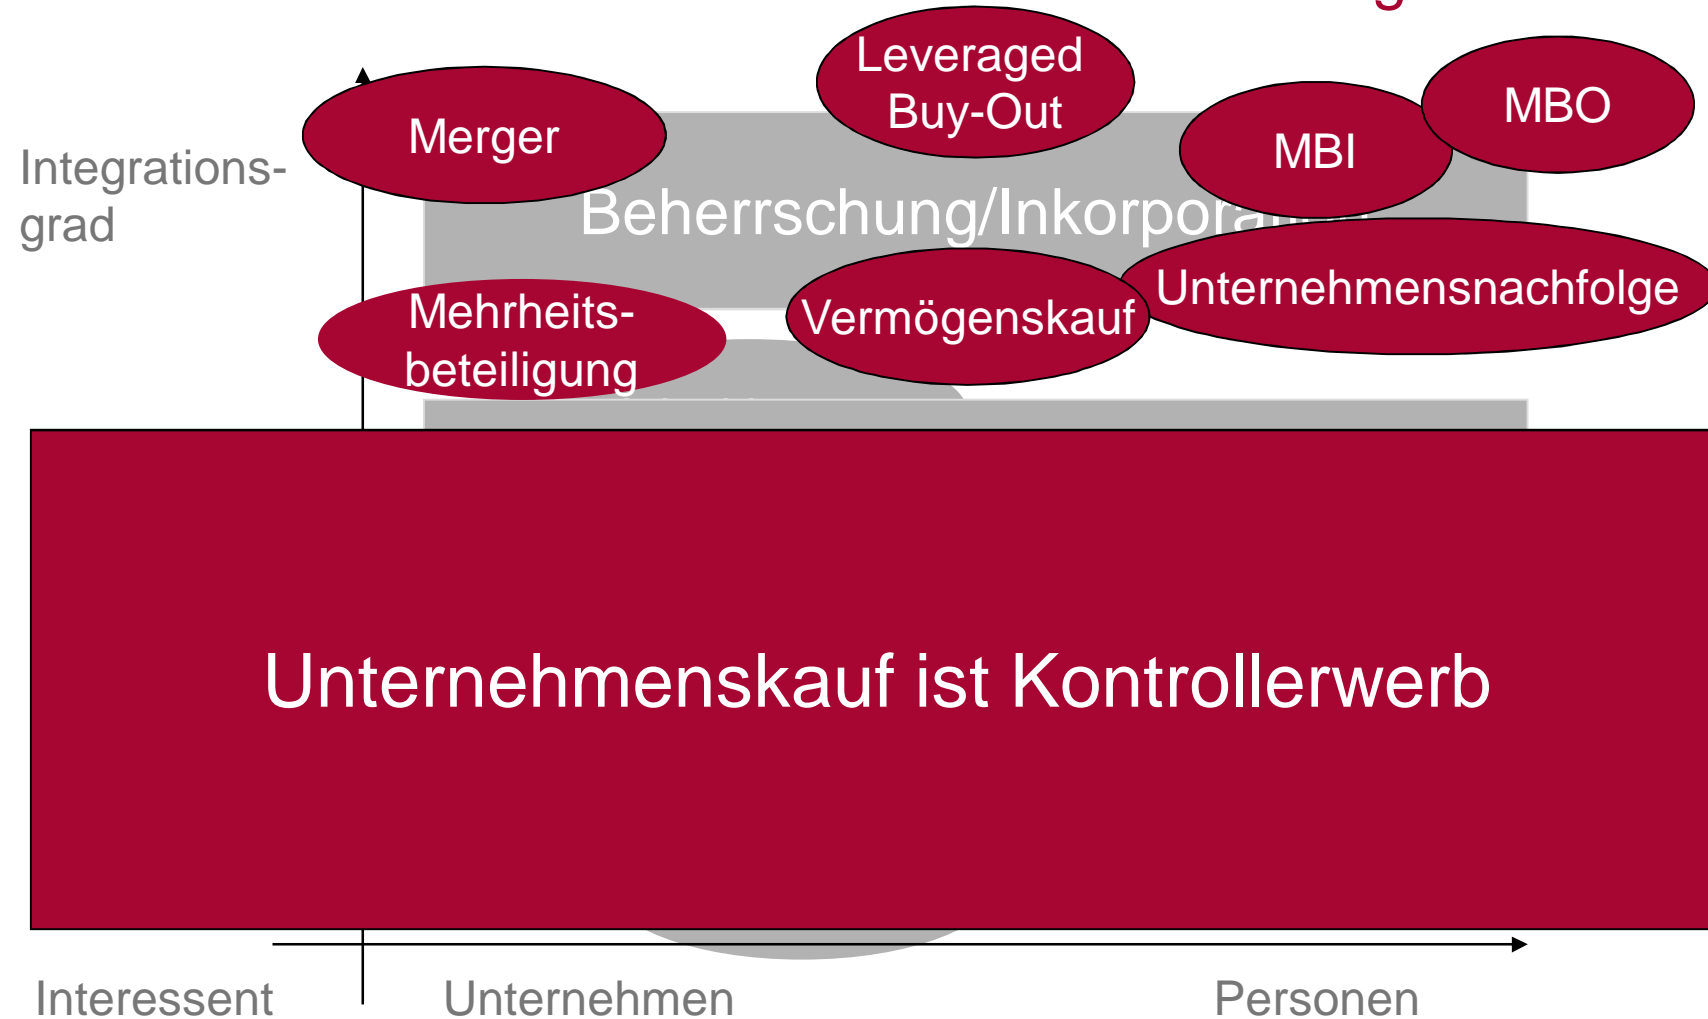 Leveraged
Buy-Out
MBO
Merger
MBI
Integrations-
grad
Unternehmensnachfolge
Mehrheits-
beteiligung
Vermögenskauf
Unternehmenskauf ist Kontrollerwerb
Interessent
Unternehmen
Personen